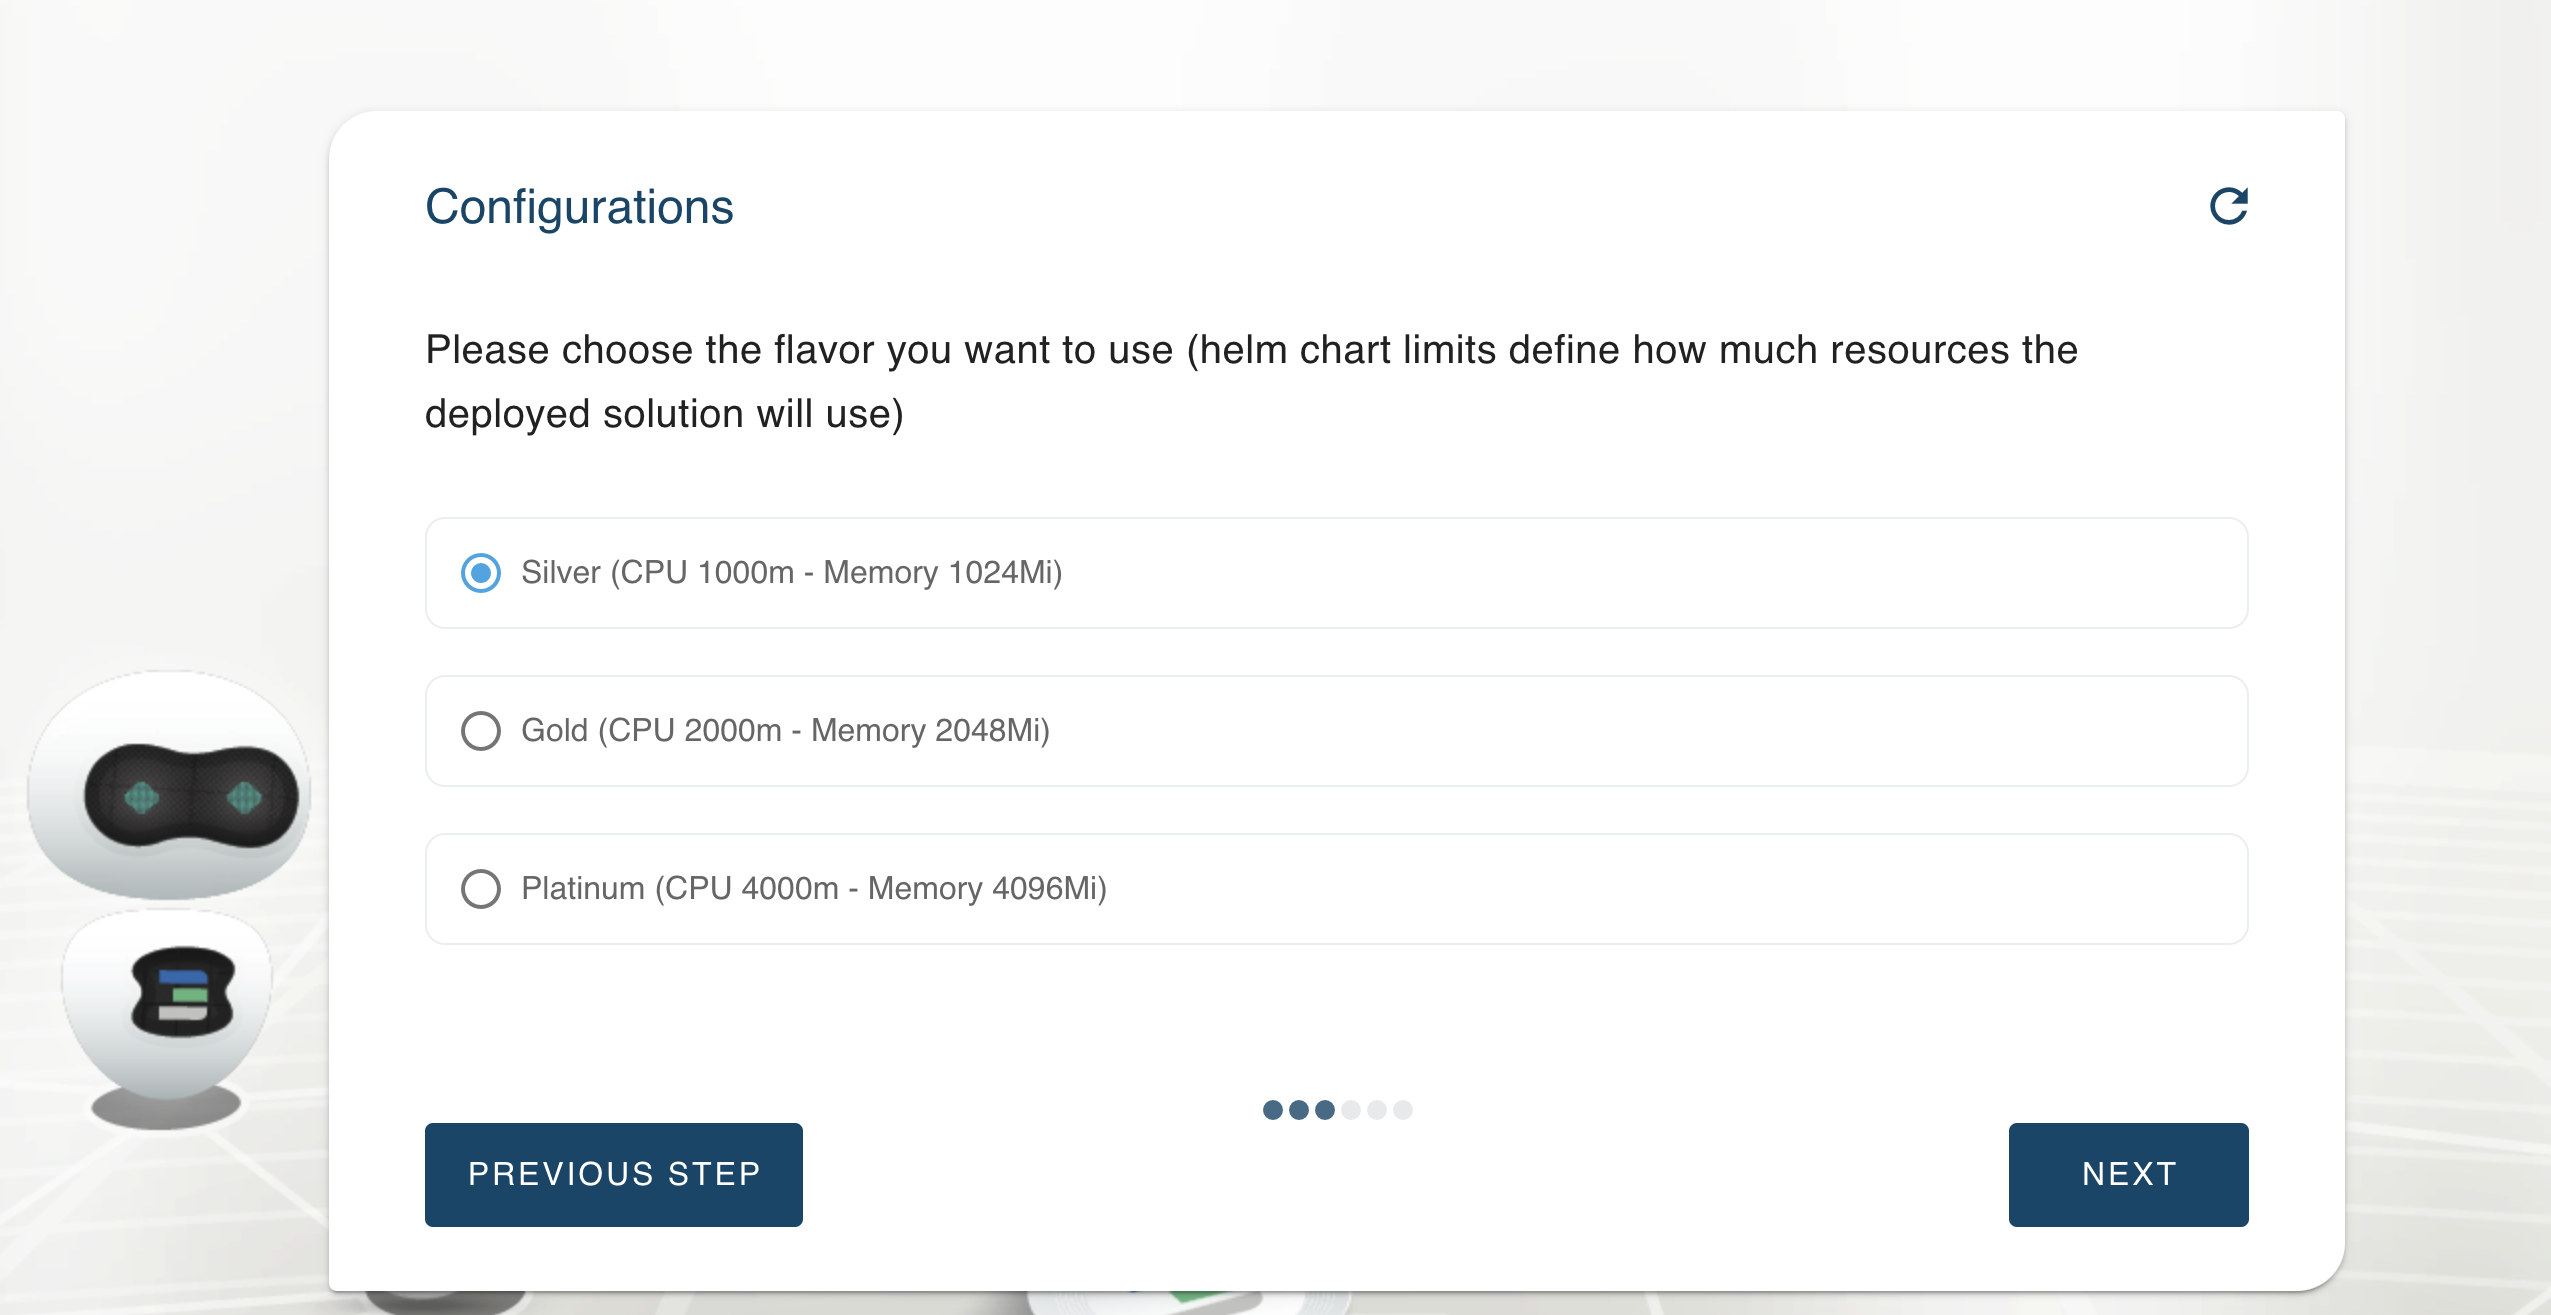 Configurations
Please choose the flavor you want to use (helm chart limits define how much resources the
deployed solution will use)
Silver (CPU 1000m - Memory 1024Mi)
Gold (CPU 2000m - Memory 2048Mi)
Platinum (CPU 4000m - Memory 4096Mi)
PREVIOUS STEP
NEXT